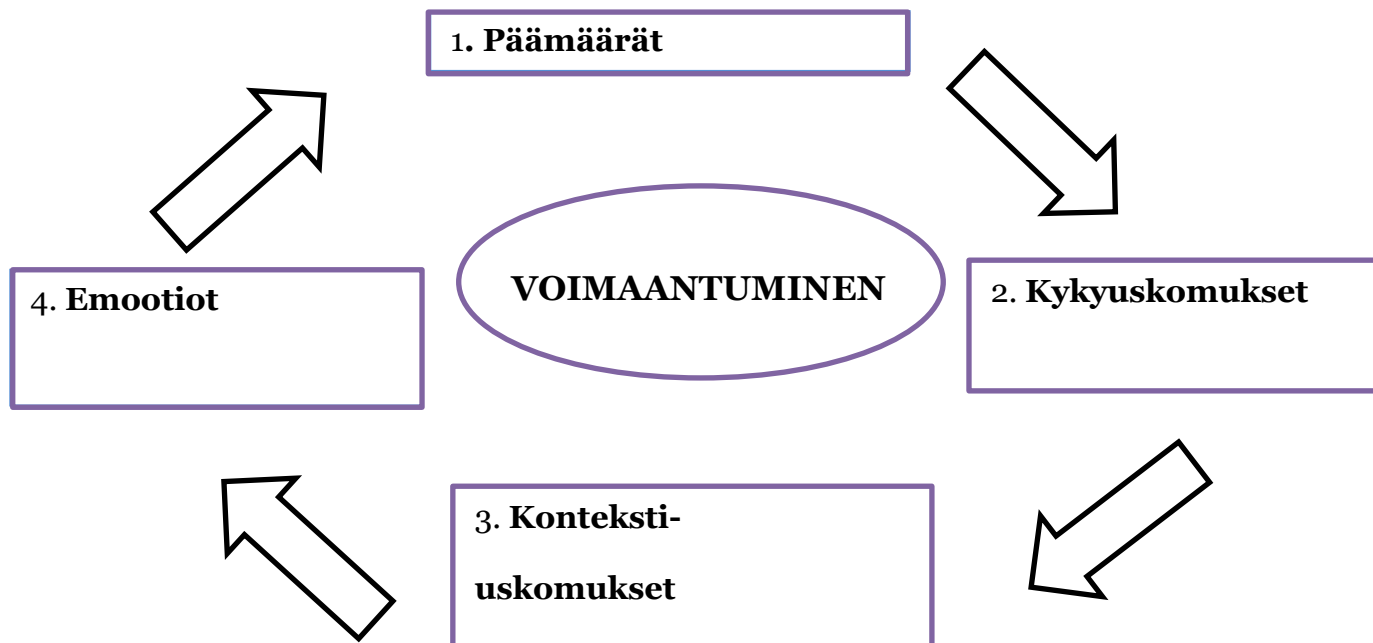 1. Päämäärät
VOIMAANTUMINEN
2. Kykyuskomukset
3. Konteksti-
uskomukset
4. Emootiot